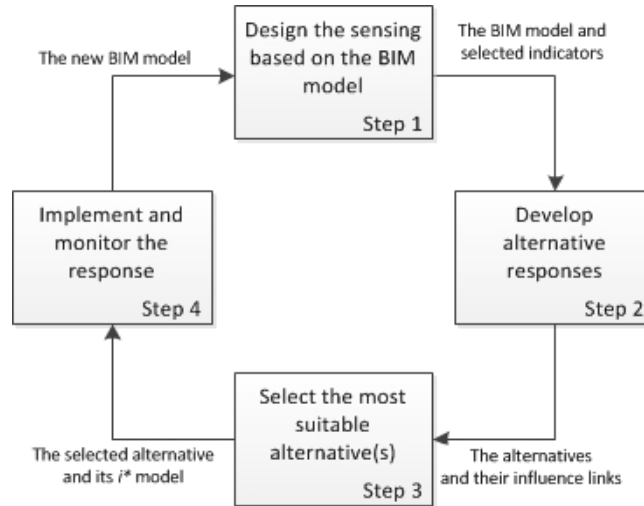 Design the sensing
based on the BIM
model
Step 1
The BIM model and
selected indicators
Develop
alternative
responses
Step 2
The alternatives
and their influence links
Select the most
suitable
alternative(s)
Step 3
The selected alternative
and its i* model
Implement and
monitor the
response
Step 4
The new BIM model